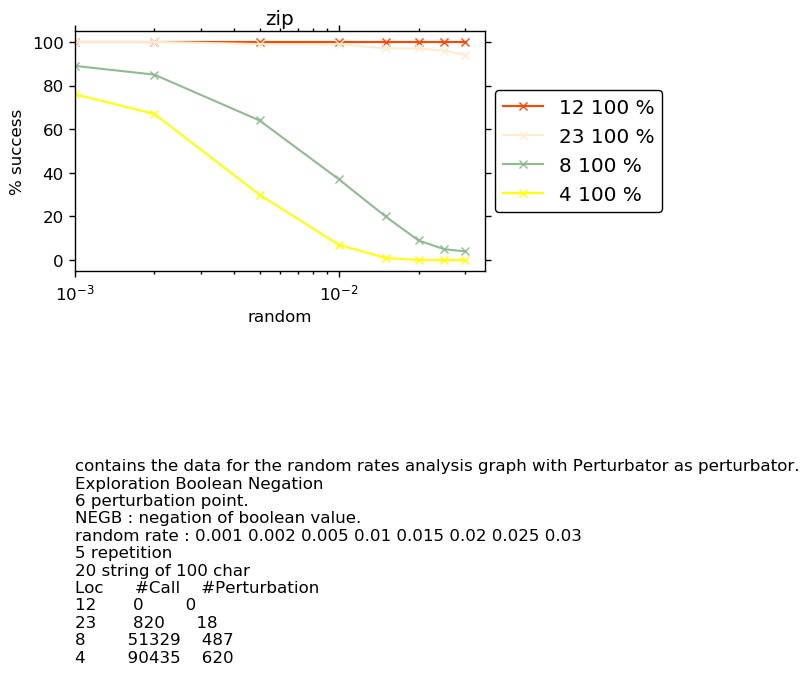 zip
100
80
60
40
20
0
% success
10^-3
10^-2
random
12 100 %
23 100 %
8 100 %
4 100 %
contains the data for the random rates analysis graph with Perturbator as perturbator.
Exploration Boolean Negation
6 perturbation point.
NEGB : negation of boolean value.
random rate : 0.001 0.002 0.005 0.01 0.015 0.02 0.025 0.03
5 repetition
20 string of 100 char
Loc #Call #Perturbation
12 0 0
23 820 18
8 51329 487
4 90435 620